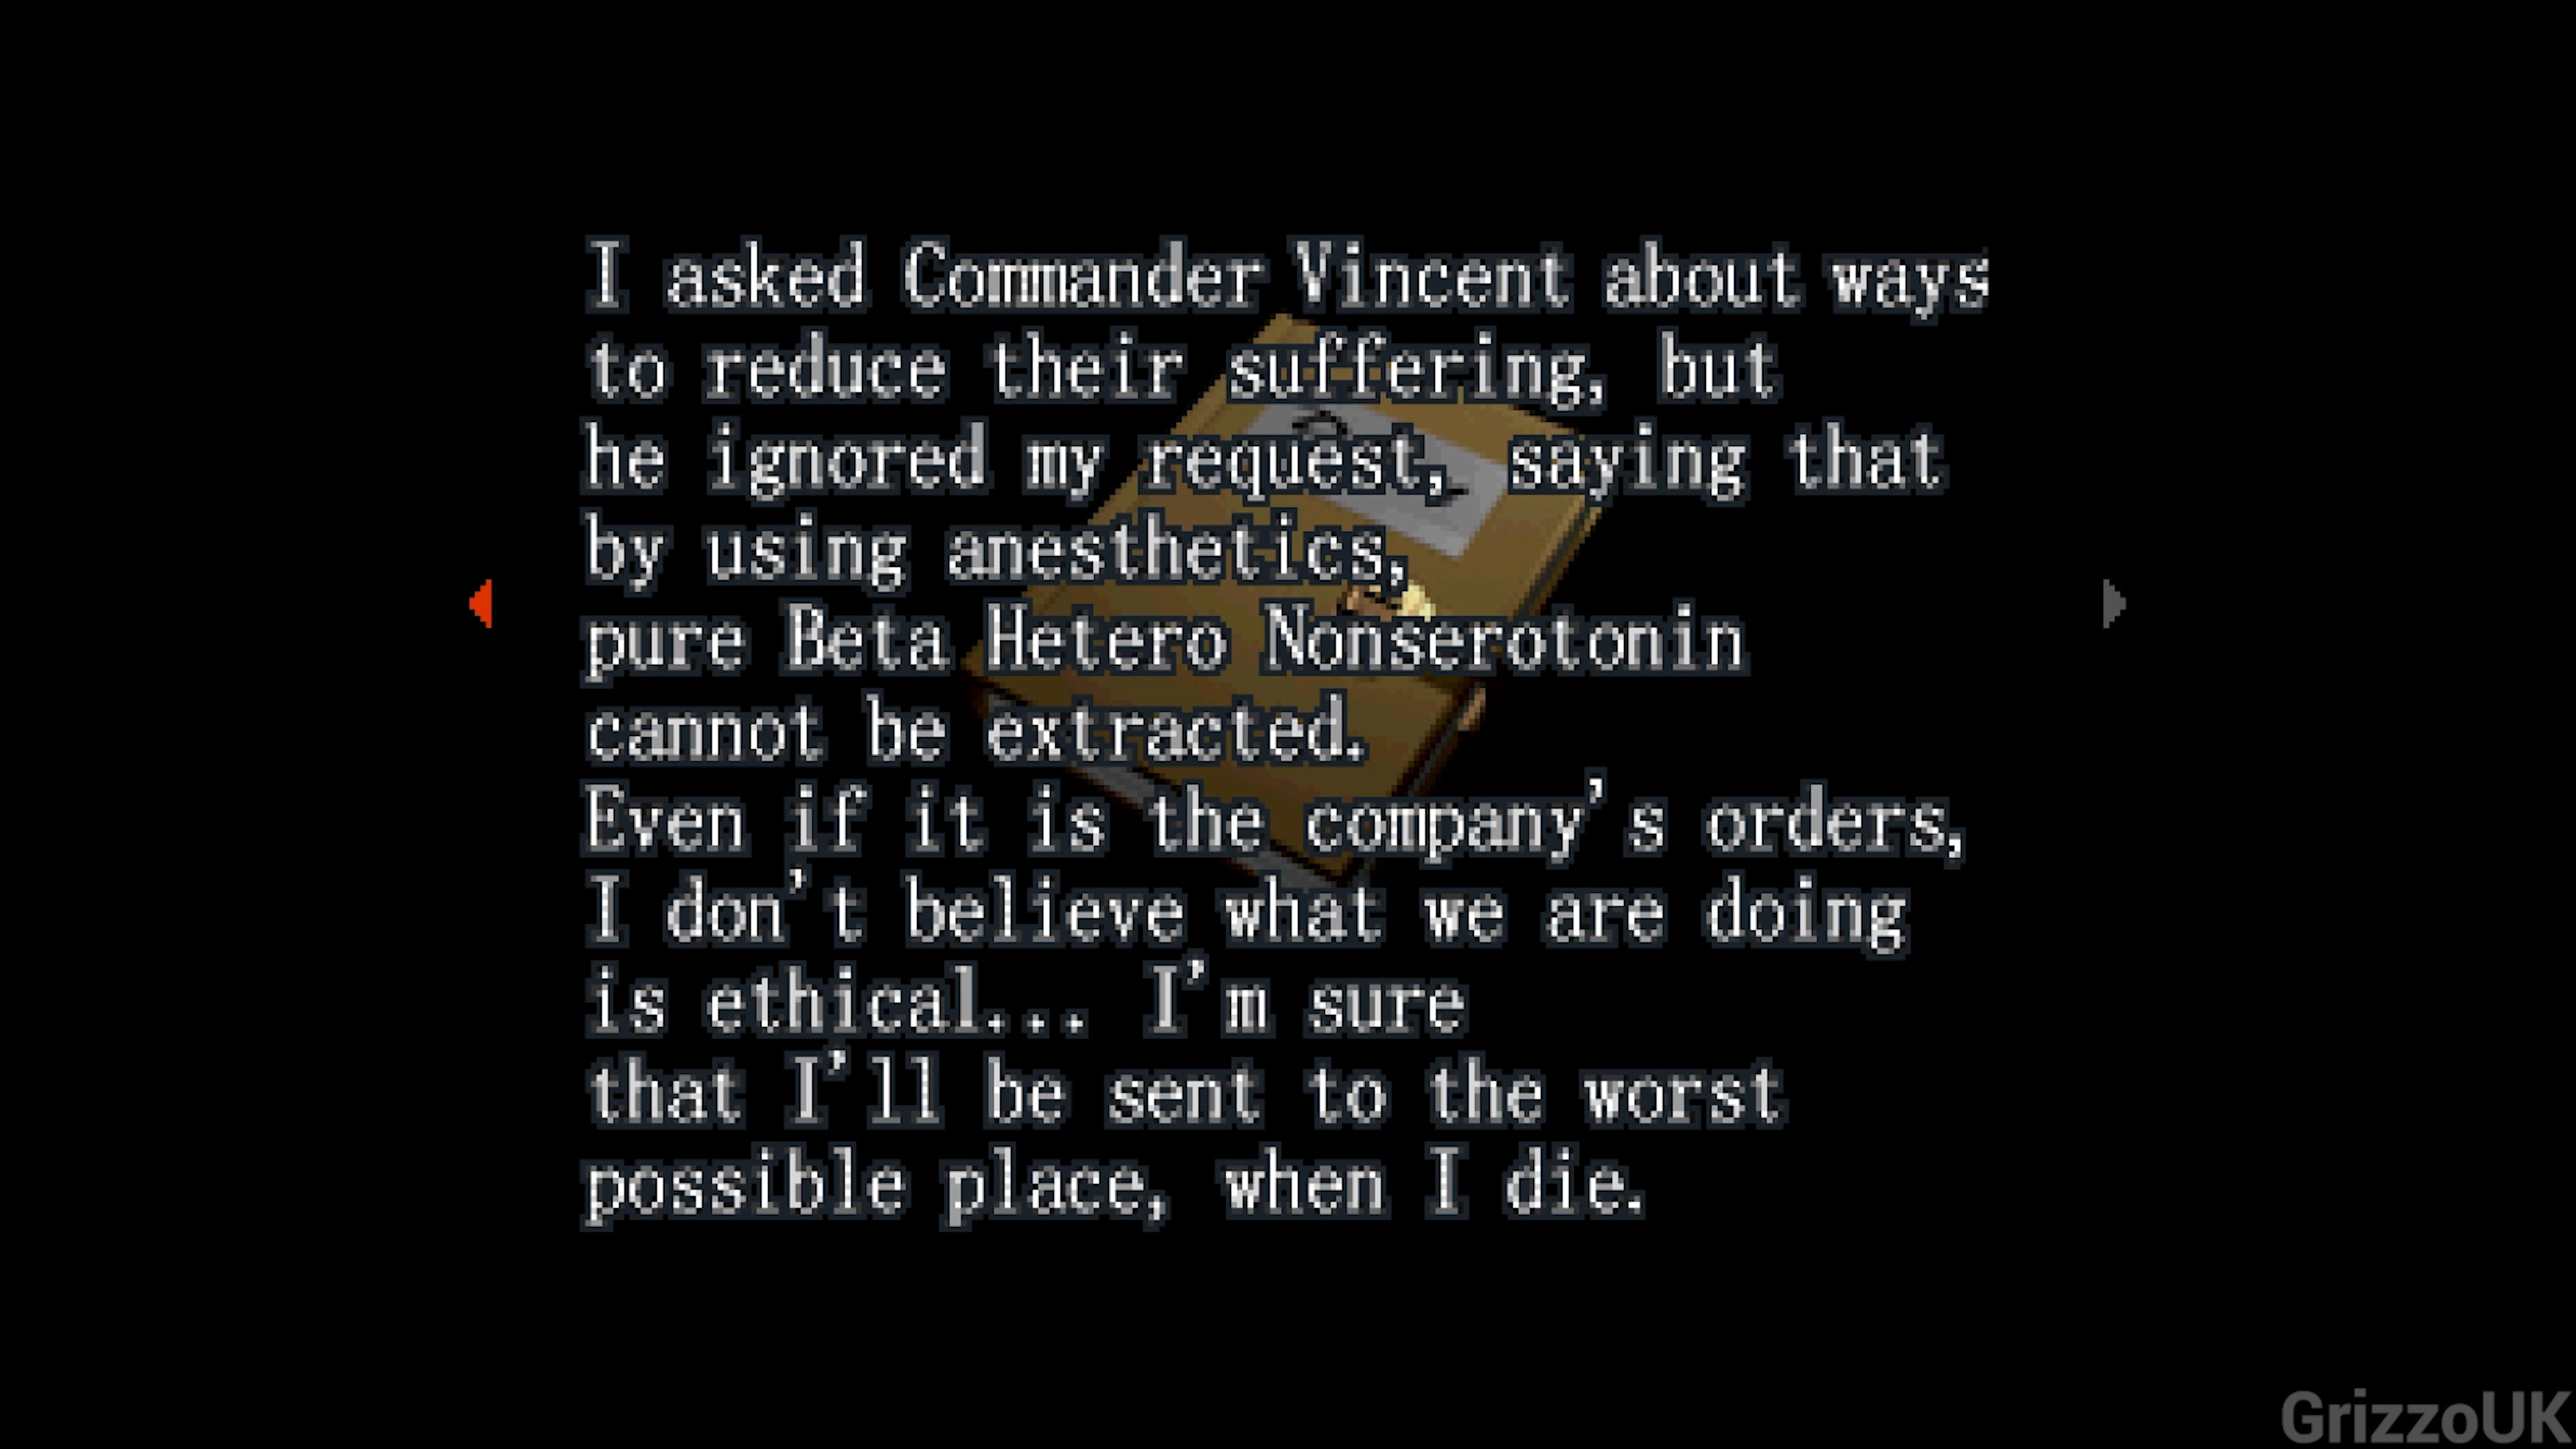 I asked Commander Vincent about ways
to reduce their suffering, but
he ignored my request, saying that
by using anesthetics,
pure Beta Hetero Nonserotonin
cannot be extracted.
Even if it is the company's orders,
I don't believe what we are doing
is ethical... I'm sure
that I'll be sent to the worst
possible place, when I die.
GrizzoUK